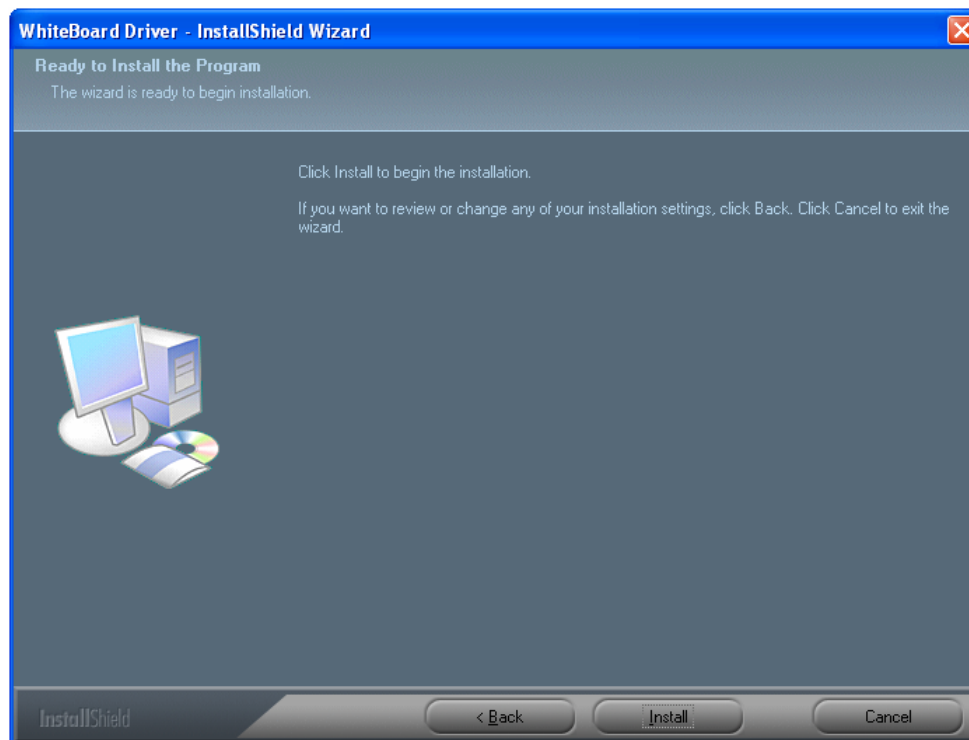 WhiteBoard Driver - InstallShield Wizard
Ready to Install the Program
The wizard is ready to begin installation.
Click Install to begin the installation.
If you want to review or change any of your installation settings, click Back. Click Cancel to exit the
wizard.
InstallShield
< Back
Install
Cancel